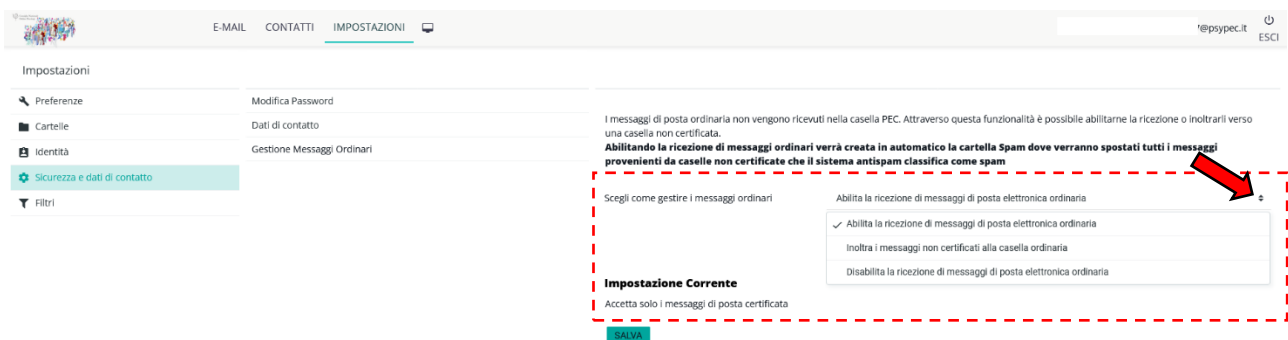 E-MAIL CONTATTI IMPOSTAZIONI
'@psypec.it
ESCI
Impostazioni
Preferenze
Cartelle
Identità
Sicurezza e dati di contatto
Filtri
Modifica Password
Dati di contatto
Gestione Messaggi Ordinari
I messaggi di posta ordinaria non vengono ricevuti nella casella PEC. Attraverso questa funzionalità è possibile abilitarne la ricezione o inoltrarli verso
una casella non certificata.
Abilitando la ricezione di messaggi ordinari verrà creata in automatico la cartella Spam dove verranno spostati tutti i messaggi
provenienti da caselle non certificate che il sistema antispam classifica come spam
Scegli come gestire i messaggi ordinari
Abilita la ricezione di messaggi di posta elettronica ordinaria
Abilita la ricezione di messaggi di posta elettronica ordinaria
Inoltra i messaggi non certificati alla casella ordinaria
Disabilita la ricezione di messaggi di posta elettronica ordinaria
Impostazione Corrente
Accetta solo i messaggi di posta certificata
SALVA